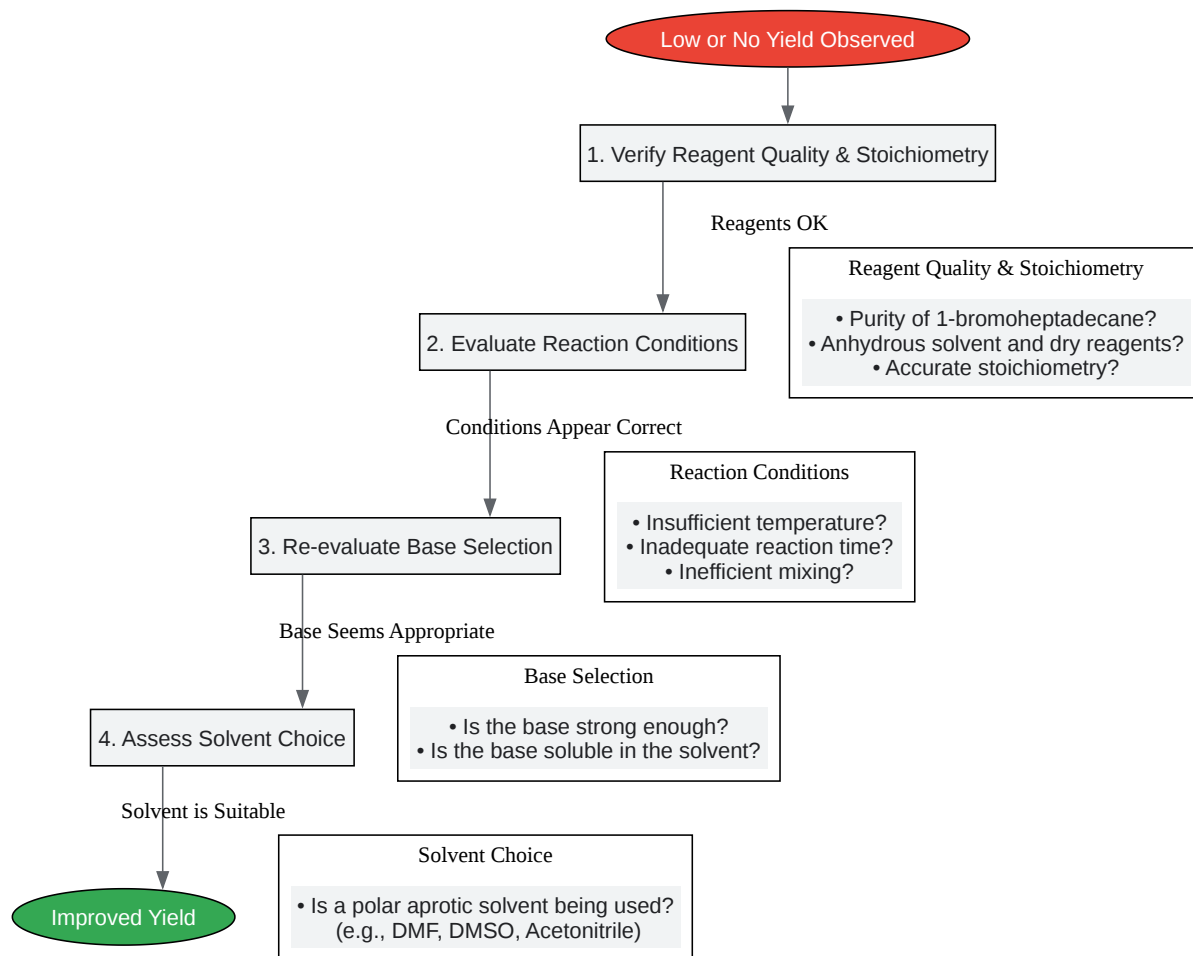 Low or No Yield Observed
1. Verify Reagent Quality & Stoichiometry
Reagents OK
Reagent Quality & Stoichiometry
• Purity of 1-bromoheptadecane?
• Anhydrous solvent and dry reagents?
• Accurate stoichiometry?
2. Evaluate Reaction Conditions
Conditions Appear Correct
Reaction Conditions
• Insufficient temperature?
• Inadequate reaction time?
• Inefficient mixing?
3. Re-evaluate Base Selection
Base Seems Appropriate
Base Selection
• Is the base strong enough?
• Is the base soluble in the solvent?
4. Assess Solvent Choice
Solvent is Suitable
Solvent Choice
• Is a polar aprotic solvent being used?
(e.g., DMF, DMSO, Acetonitrile)
Improved Yield